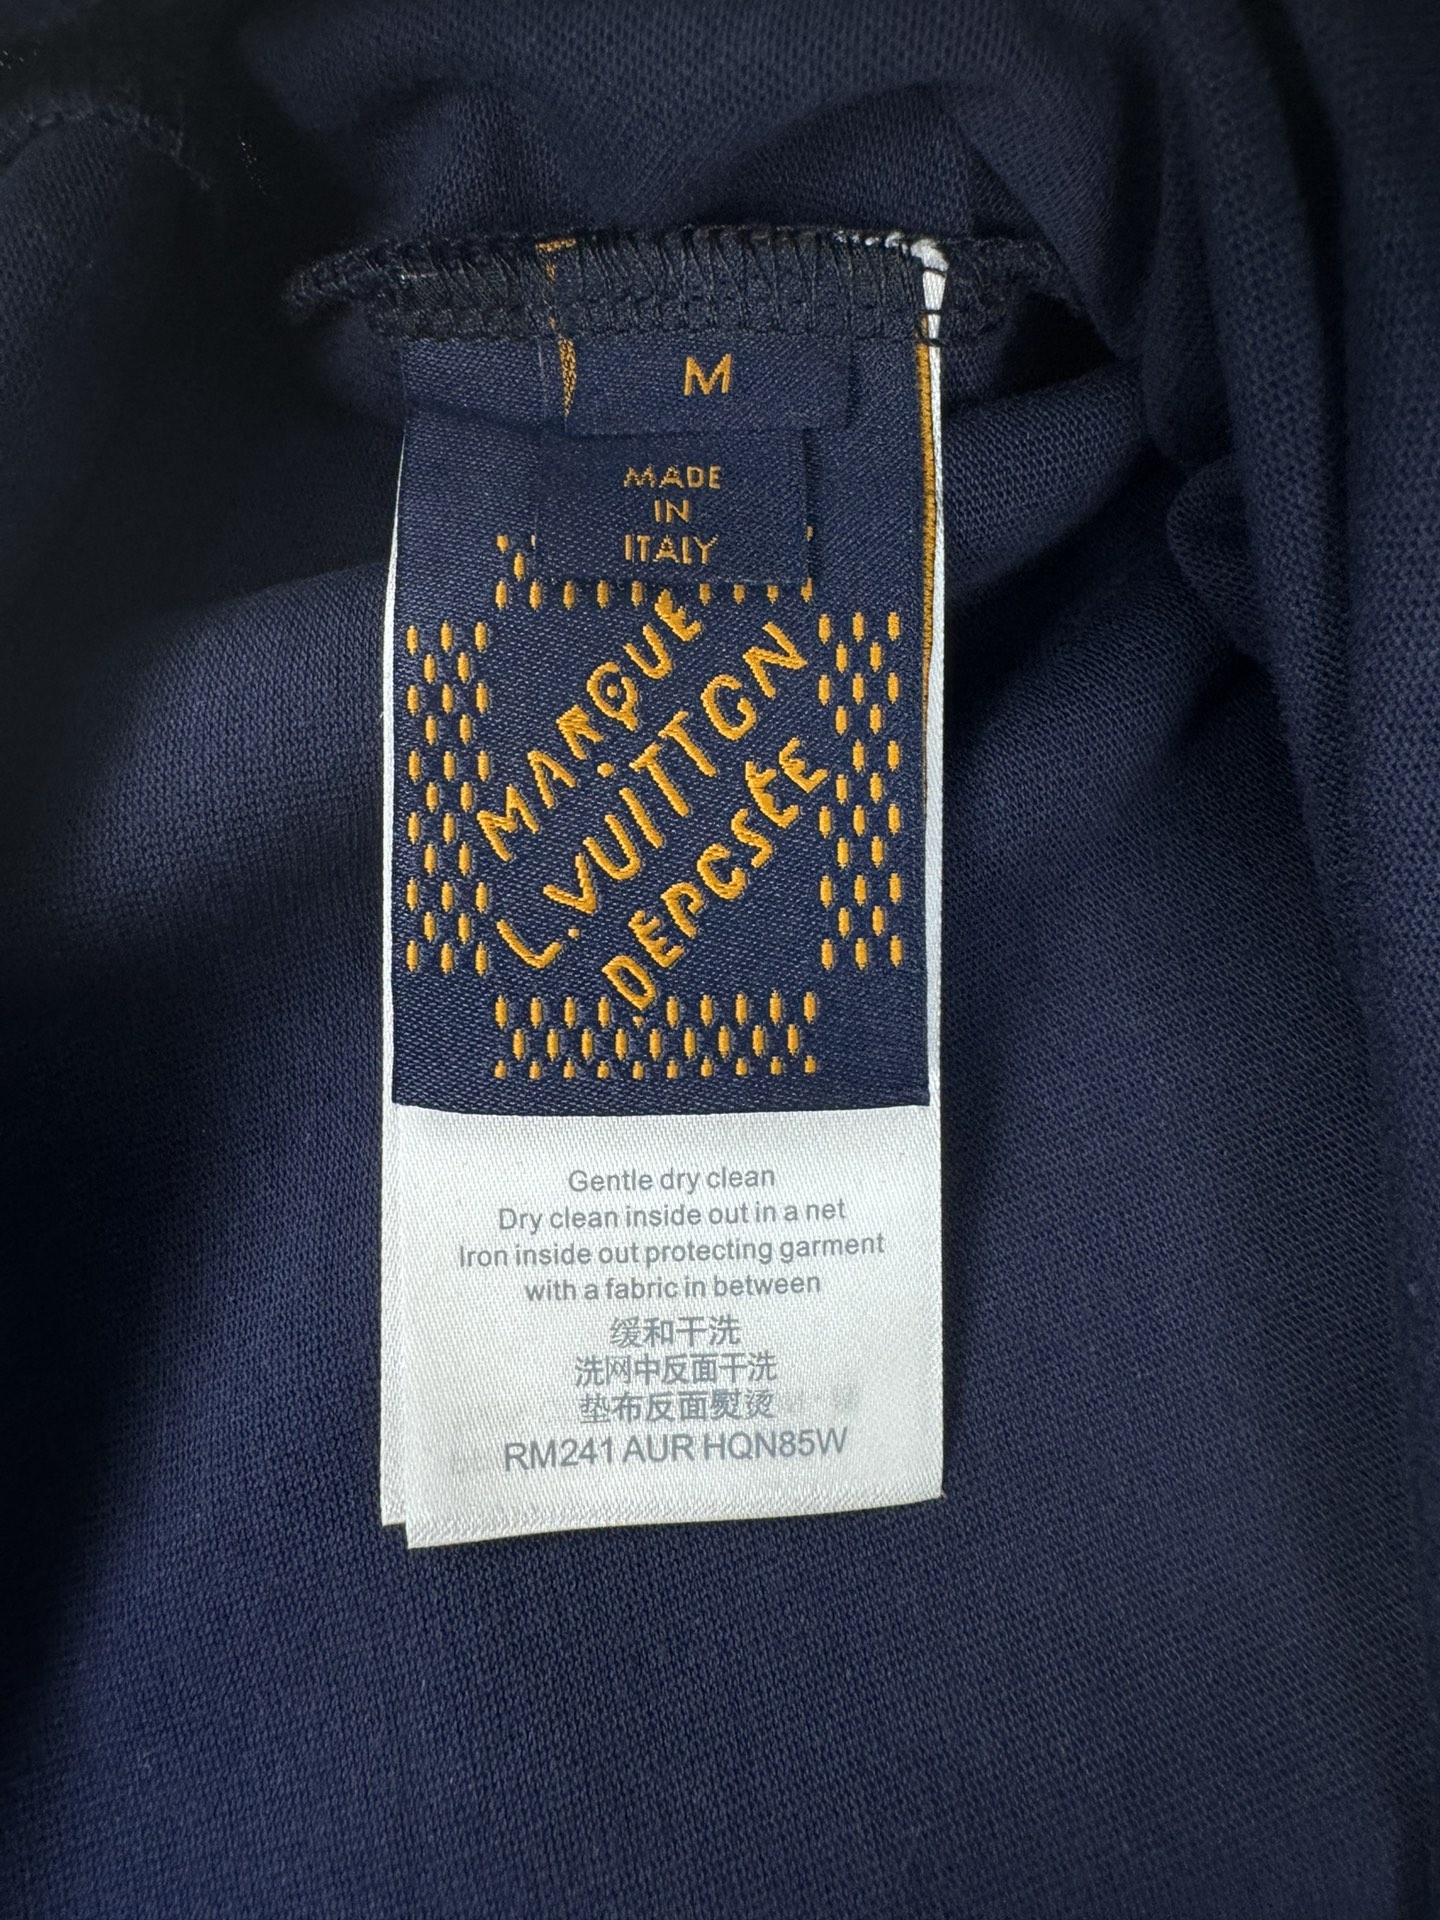 M
MADE
IN
ITALY
MARQUE
L.VUITTON
DEPOSÉE
Gentle dry clean
Dry clean inside out in a net
Iron inside out protecting garment
with a fabric in between
缓和干洗
洗网中反面干洗
垫布反面熨烫
RM241 AUR HQN85W